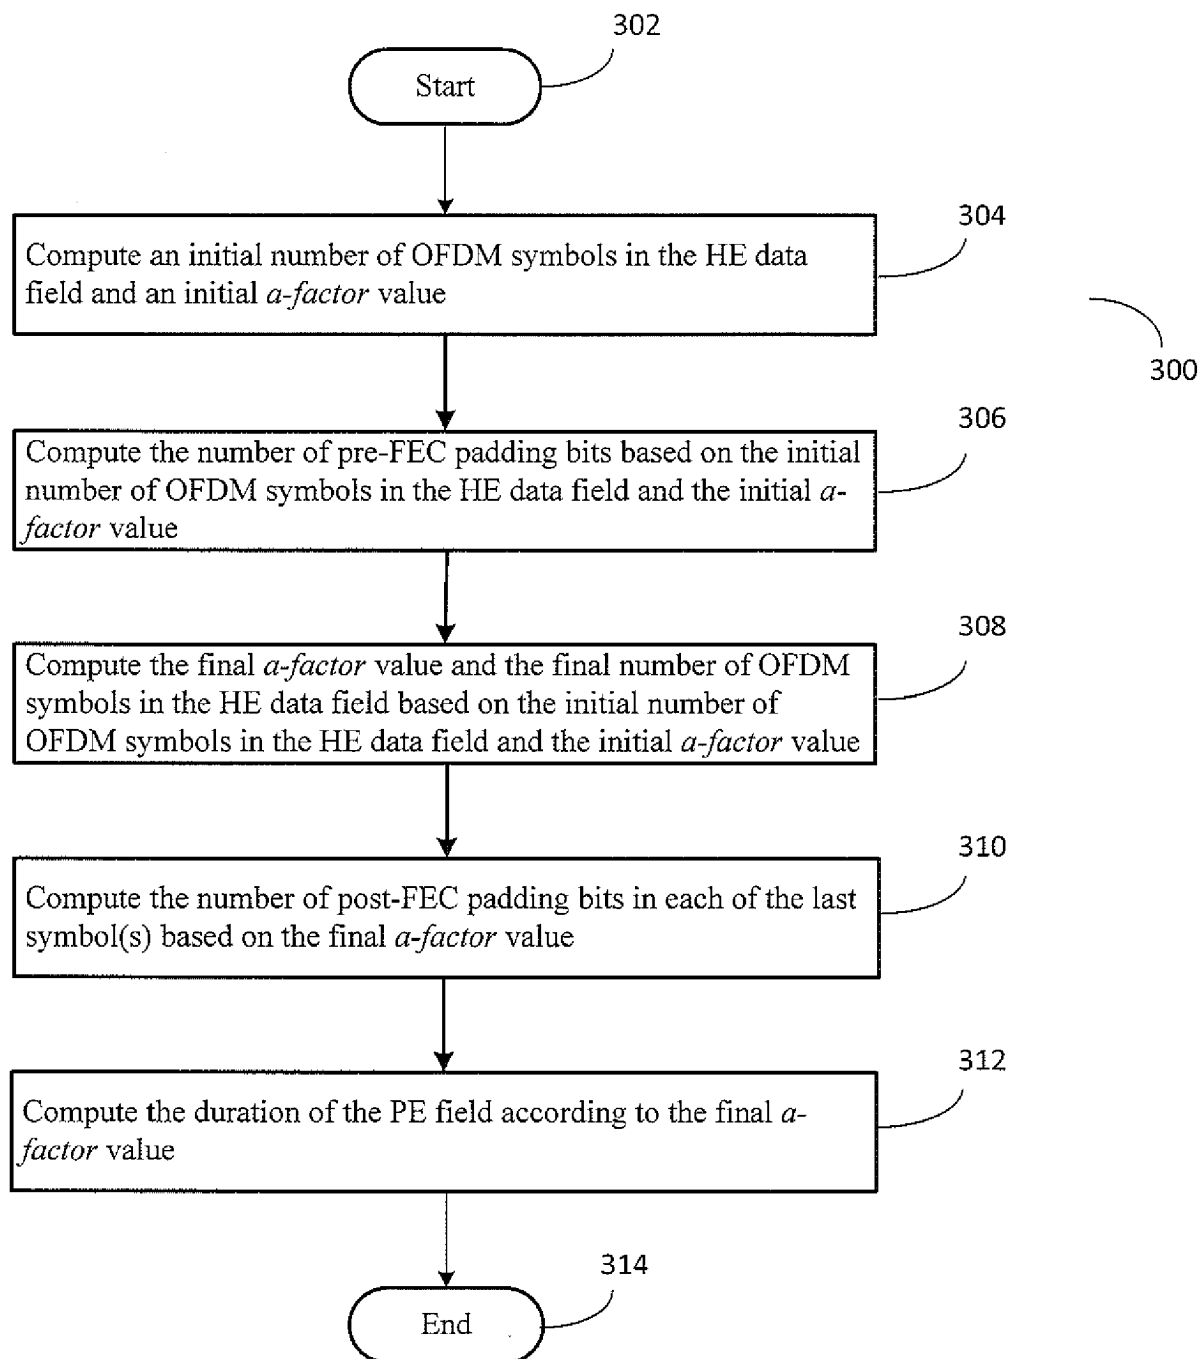 302
Start
304
Compute an initial number of OFDM symbols in the HE data
field and an initial a-factor value
300
306
Compute the number of pre-FEC padding bits based on the initial
number of OFDM symbols in the HE data field and the initial a-
factor value
308
Compute the final a-factor value and the final number of OFDM
symbols in the HE data field based on the initial number of
OFDM symbols in the HE data field and the initial a-factor value
310
Compute the number of post-FEC padding bits in each of the last
symbol(s) based on the final a-factor value
312
Compute the duration of the PE field according to the final a-
factor value
314
End